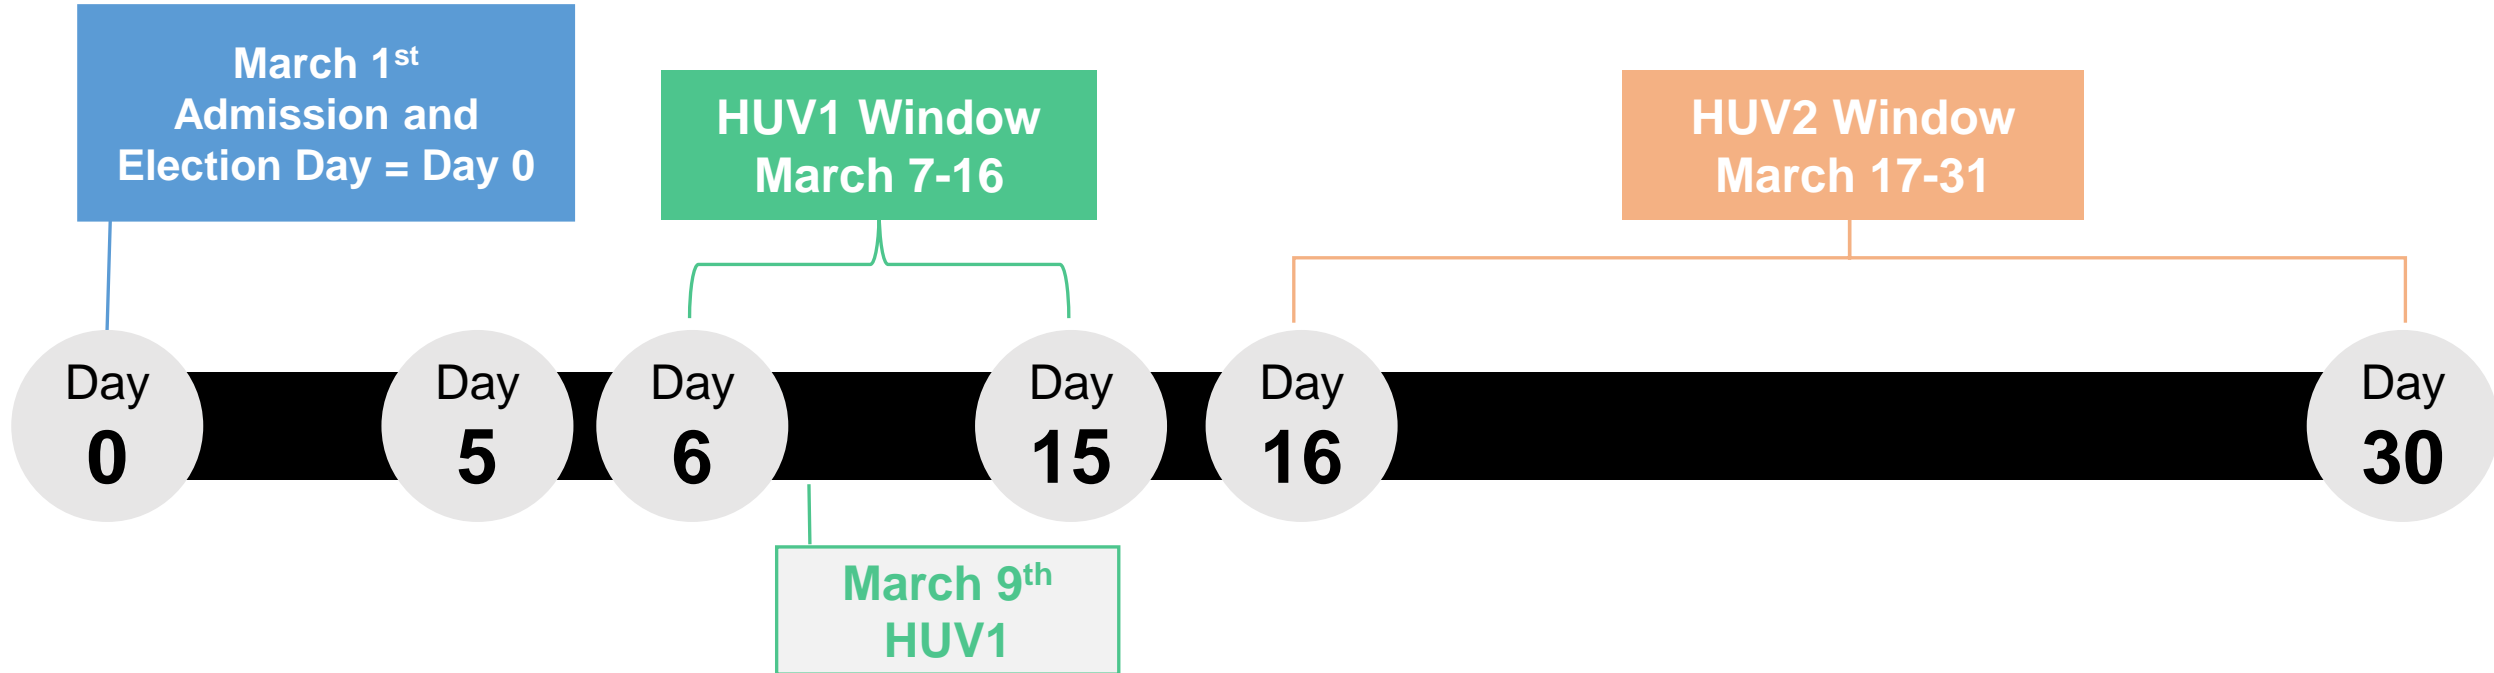 March 1st
Admission and
Election Day = Day 0
HUV1 Window
March 7-16
HUV2 Window
March 17-31
Day
0
Day
5
Day
6
Day
15
Day
16
Day
30
March 9th
HUV1